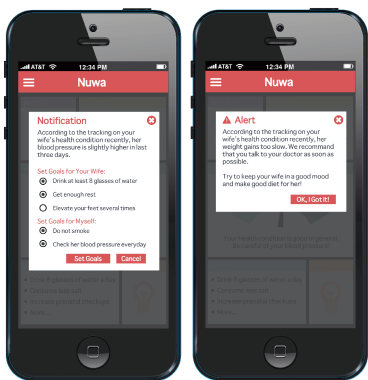 AT&T 12:34 PM
Nuwa
Notification
According to the tracking on your
wife's health condition recently, her
blood pressure is slightly higher in last
three days.
Set Goals for Your Wife:
Drink at least 8 glasses of water
Get enough rest
Elevate your feet several times
Set Goals for Myself:
Do not smoke
Check her blood pressure everyday
Set Goals Cancel
AT&T 12:34 PM
Nuwa
Alert
According to the tracking on your
wife's health condition recently, her
weight gains too slow. We recommend
that you talk to your doctor as soon as
possible.
Try to keep your wife in a good mood
and make good diet for her!
OK, I Got It!